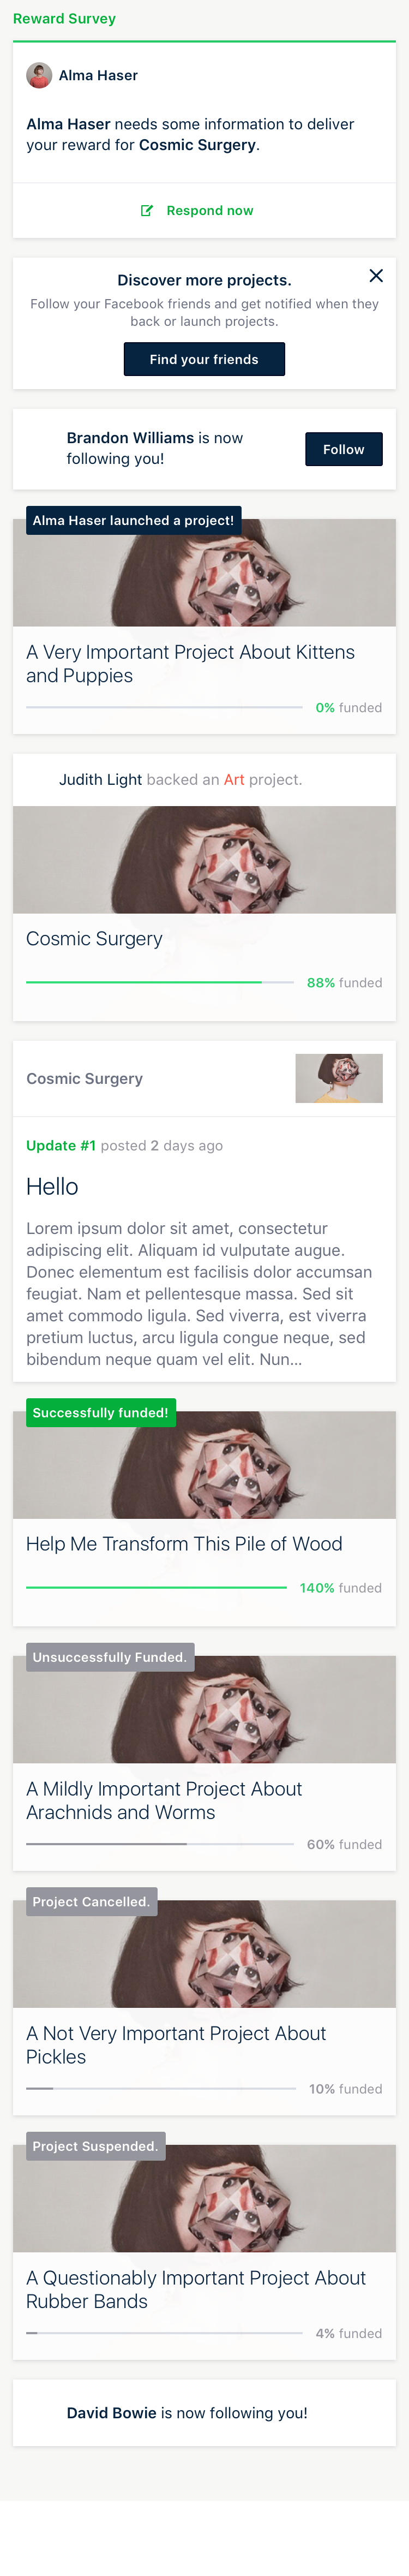 Reward Survey
Alma Haser
Alma Haser needs some information to deliver
your reward for Cosmic Surgery.
Respond now
Discover more projects.
Follow your Facebook friends and get notified when they
back or launch projects.
Find your friends
Brandon Williams is now
following you!
Follow
Alma Haser launched a project!
A Very Important Project About Kittens
and Puppies
0% funded
Judith Light backed an Art project.
Cosmic Surgery
88% funded
Cosmic Surgery
Update #1 posted 2 days ago
Hello
Lorem ipsum dolor sit amet, consectetur
adipiscing elit. Aliquam id vulputate augue.
Donec elementum est facilisis dolor accumsan
feugiat. Nam et pellentesque massa. Sed sit
amet commodo ligula. Sed viverra, est viverra
pretium luctus, arcu ligula congue neque, sed
bibendum neque quam vel elit. Nun...
Successfully funded!
Help Me Transform This Pile of Wood
140% funded
Unsuccessfully Funded.
A Mildly Important Project About
Arachnids and Worms
60% funded
Project Cancelled.
A Not Very Important Project About
Pickles
10% funded
Project Suspended.
A Questionably Important Project About
Rubber Bands
4% funded
David Bowie is now following you!